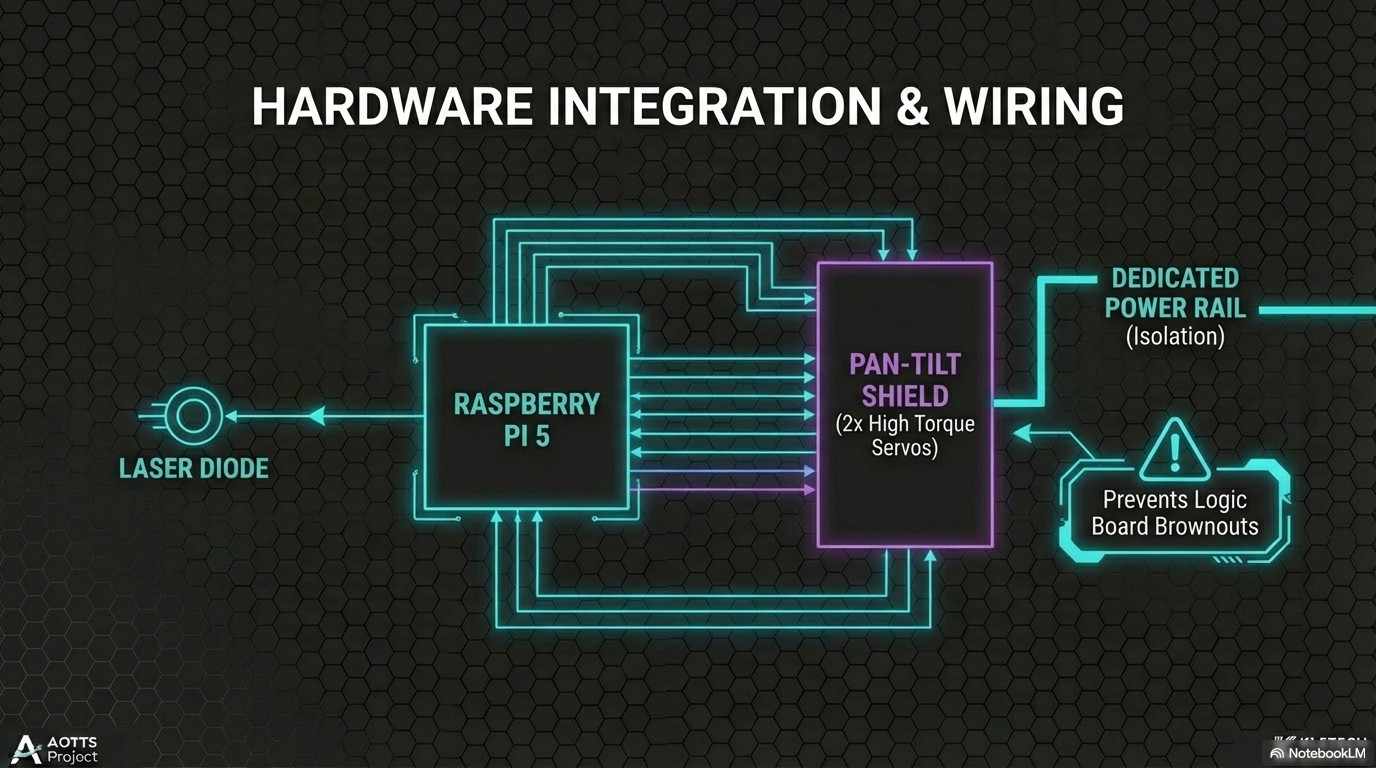 HARDWARE INTEGRATION & WIRING
DEDICATED
POWER RAIL
(Isolation)
RASPBERRY
PI 5
PAN-TILT
SHIELD
(2x High Torque
Servos)
LASER DIODE
Prevents Logic
Board Brownouts
AOTTS
Project
NotebookLM